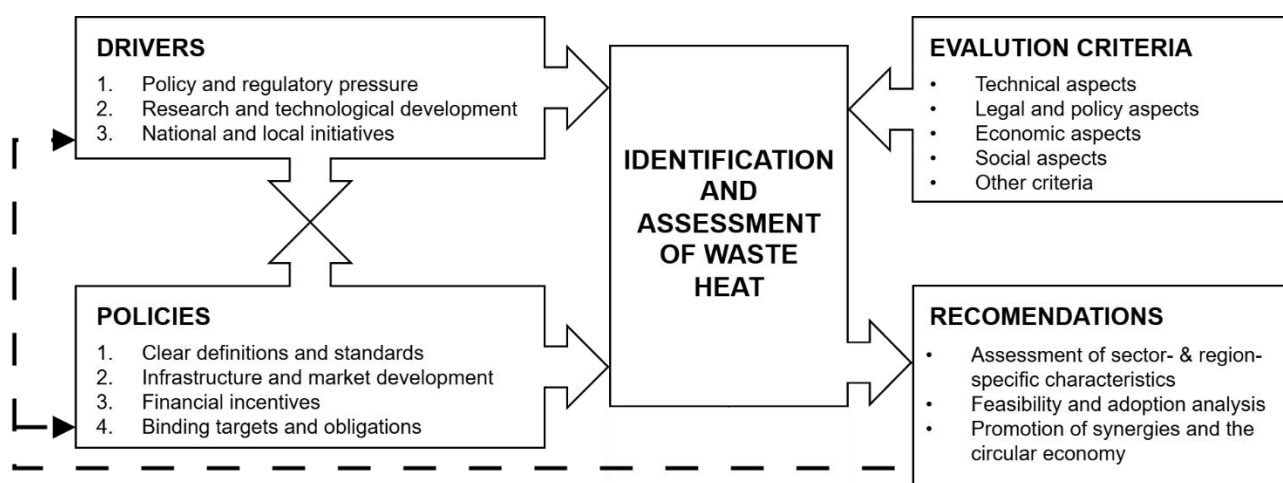 DRIVERS
1. Policy and regulatory pressure
2. Research and technological development
3. National and local initiatives
POLICIES
1. Clear definitions and standards
2. Infrastructure and market development
3. Financial incentives
4. Binding targets and obligations
IDENTIFICATION
AND
ASSESSMENT
OF WASTE
HEAT
EVALUTION CRITERIA
• Technical aspects
• Legal and policy aspects
• Economic aspects
• Social aspects
• Other criteria
RECOMENDATIONS
• Assessment of sector- & region-
specific characteristics
• Feasibility and adoption analysis
• Promotion of synergies and the
circular economy